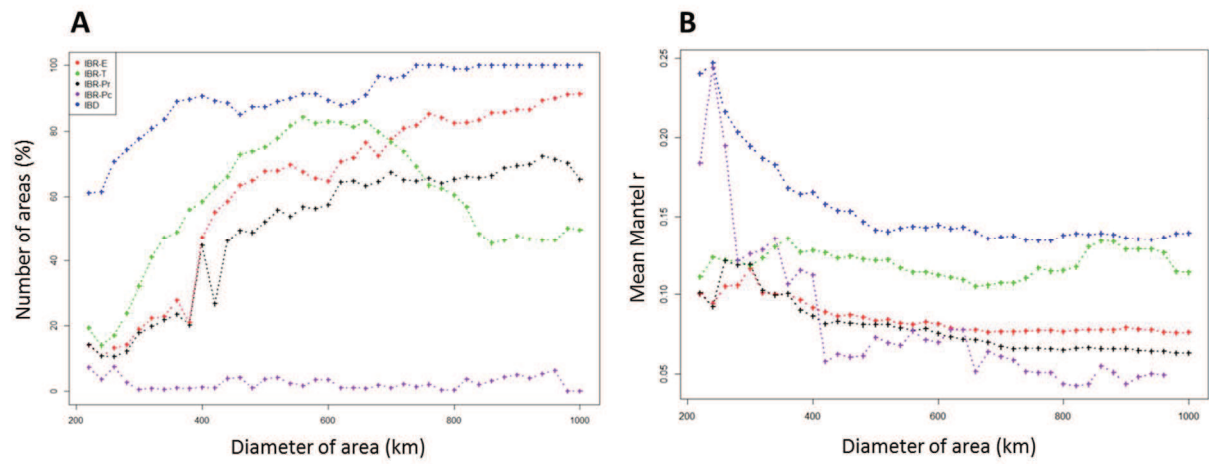 A
B
IBR-E
IBR-T
IBR-Pr
IBR-Pc
IBD
Number of areas (%)
100
80
60
40
20
0
200
400
600
800
1000
Diameter of area (km)
Mean Mantel r
0.25
0.20
0.15
0.10
0.05
200
400
600
800
1000
Diameter of area (km)